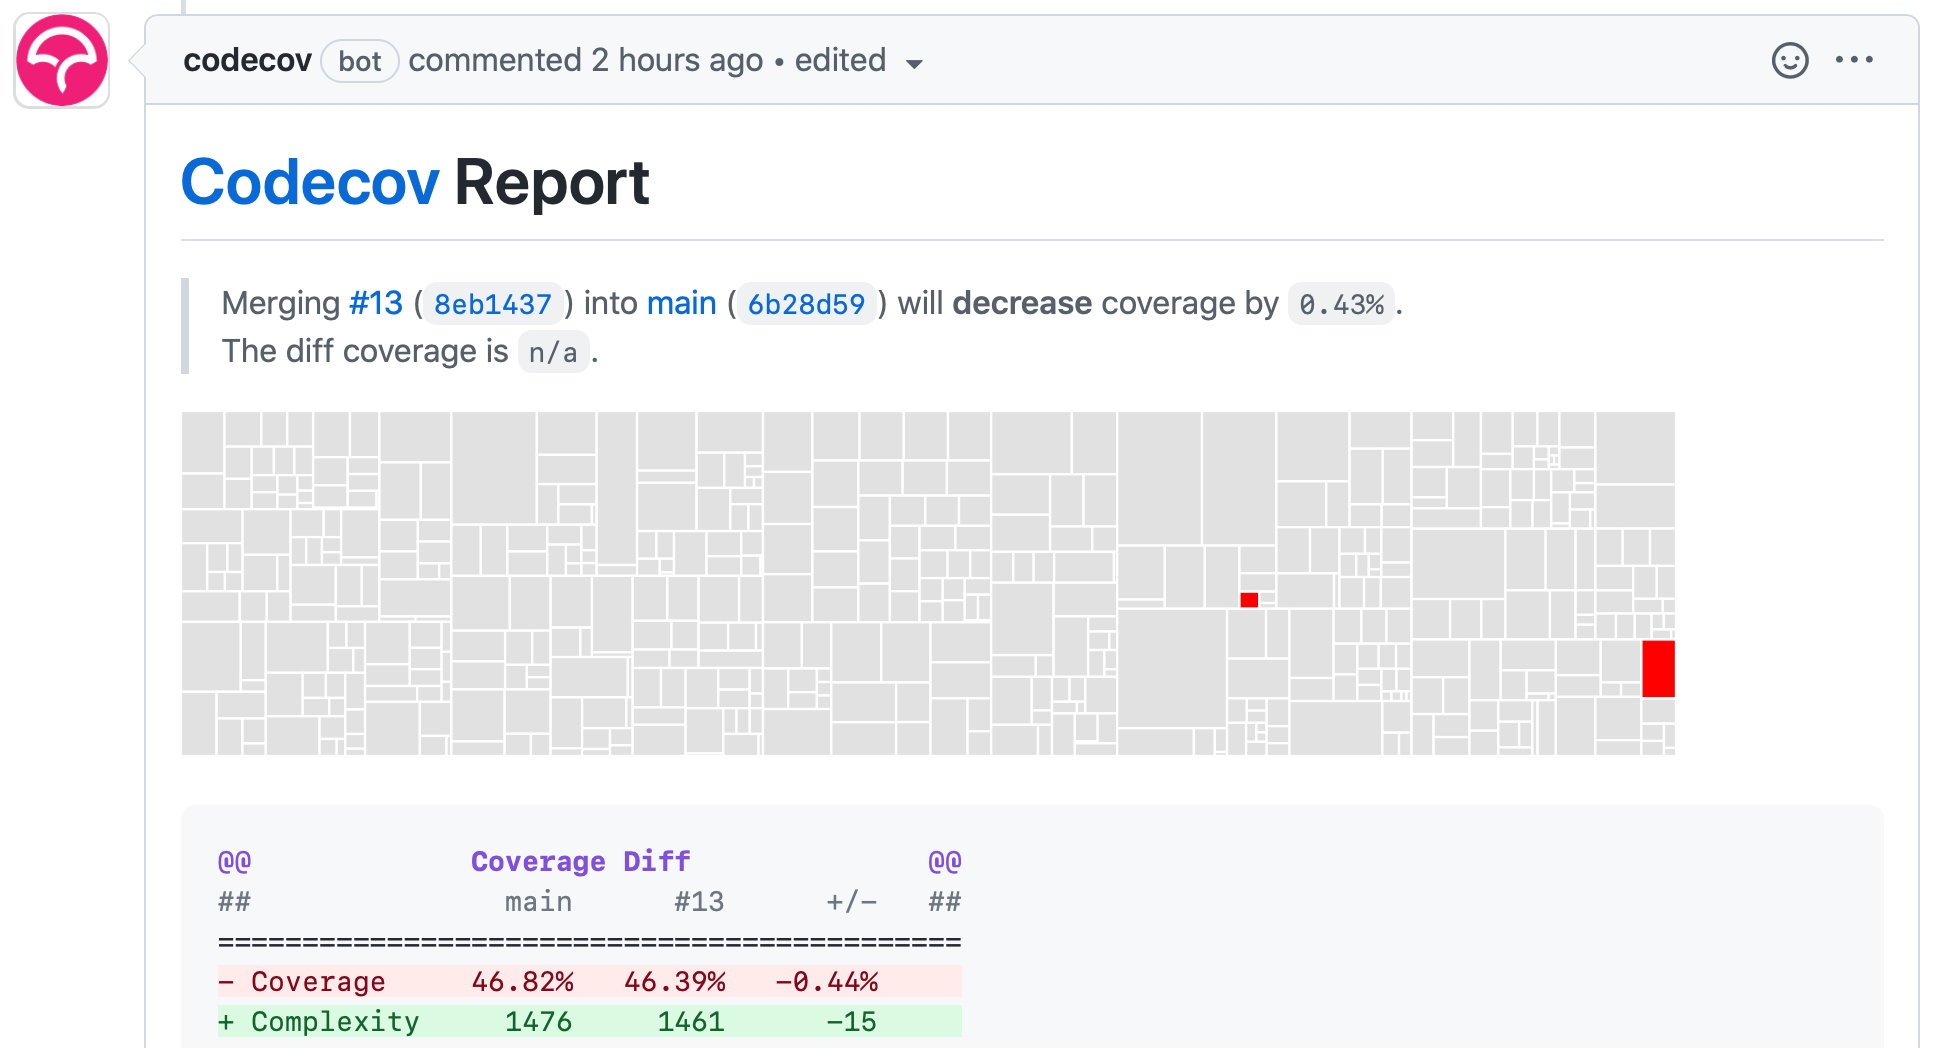 codecov bot commented 2 hours ago • edited
Codecov Report
Merging #13 (8eb1437) into main (6b28d59) will decrease coverage by 0.43%.
The diff coverage is n/a.
@@ Coverage Diff @@
## main #13 +/- ##
============================================
- Coverage 46.82% 46.39% -0.44%
+ Complexity 1476 1461 -15